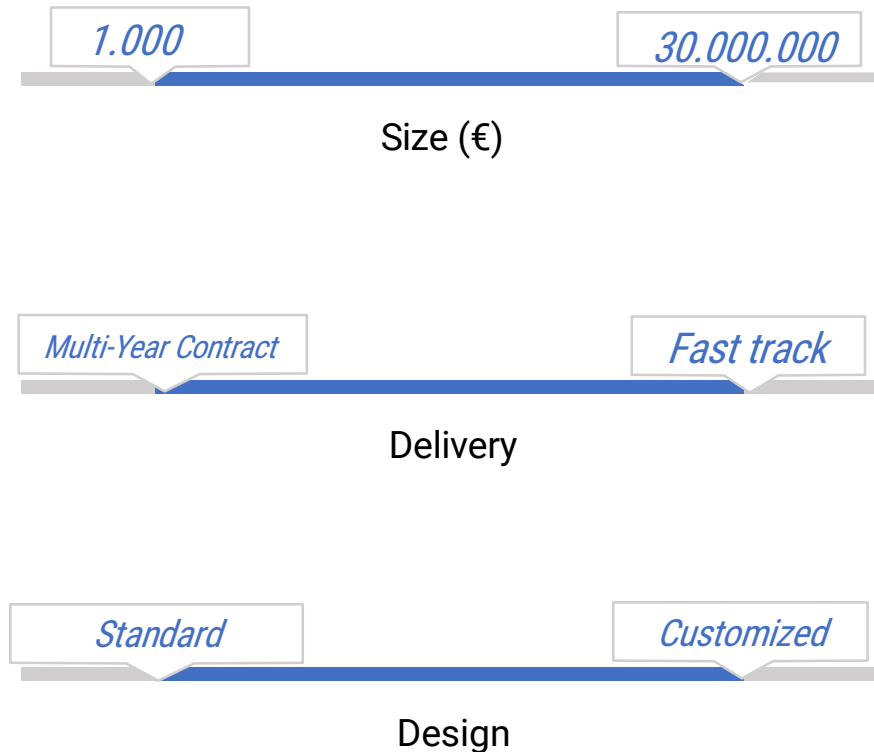 1.000
30.000.000
Size (€)
Multi-Year Contract
Fast track
Delivery
Standard
Customized
Design